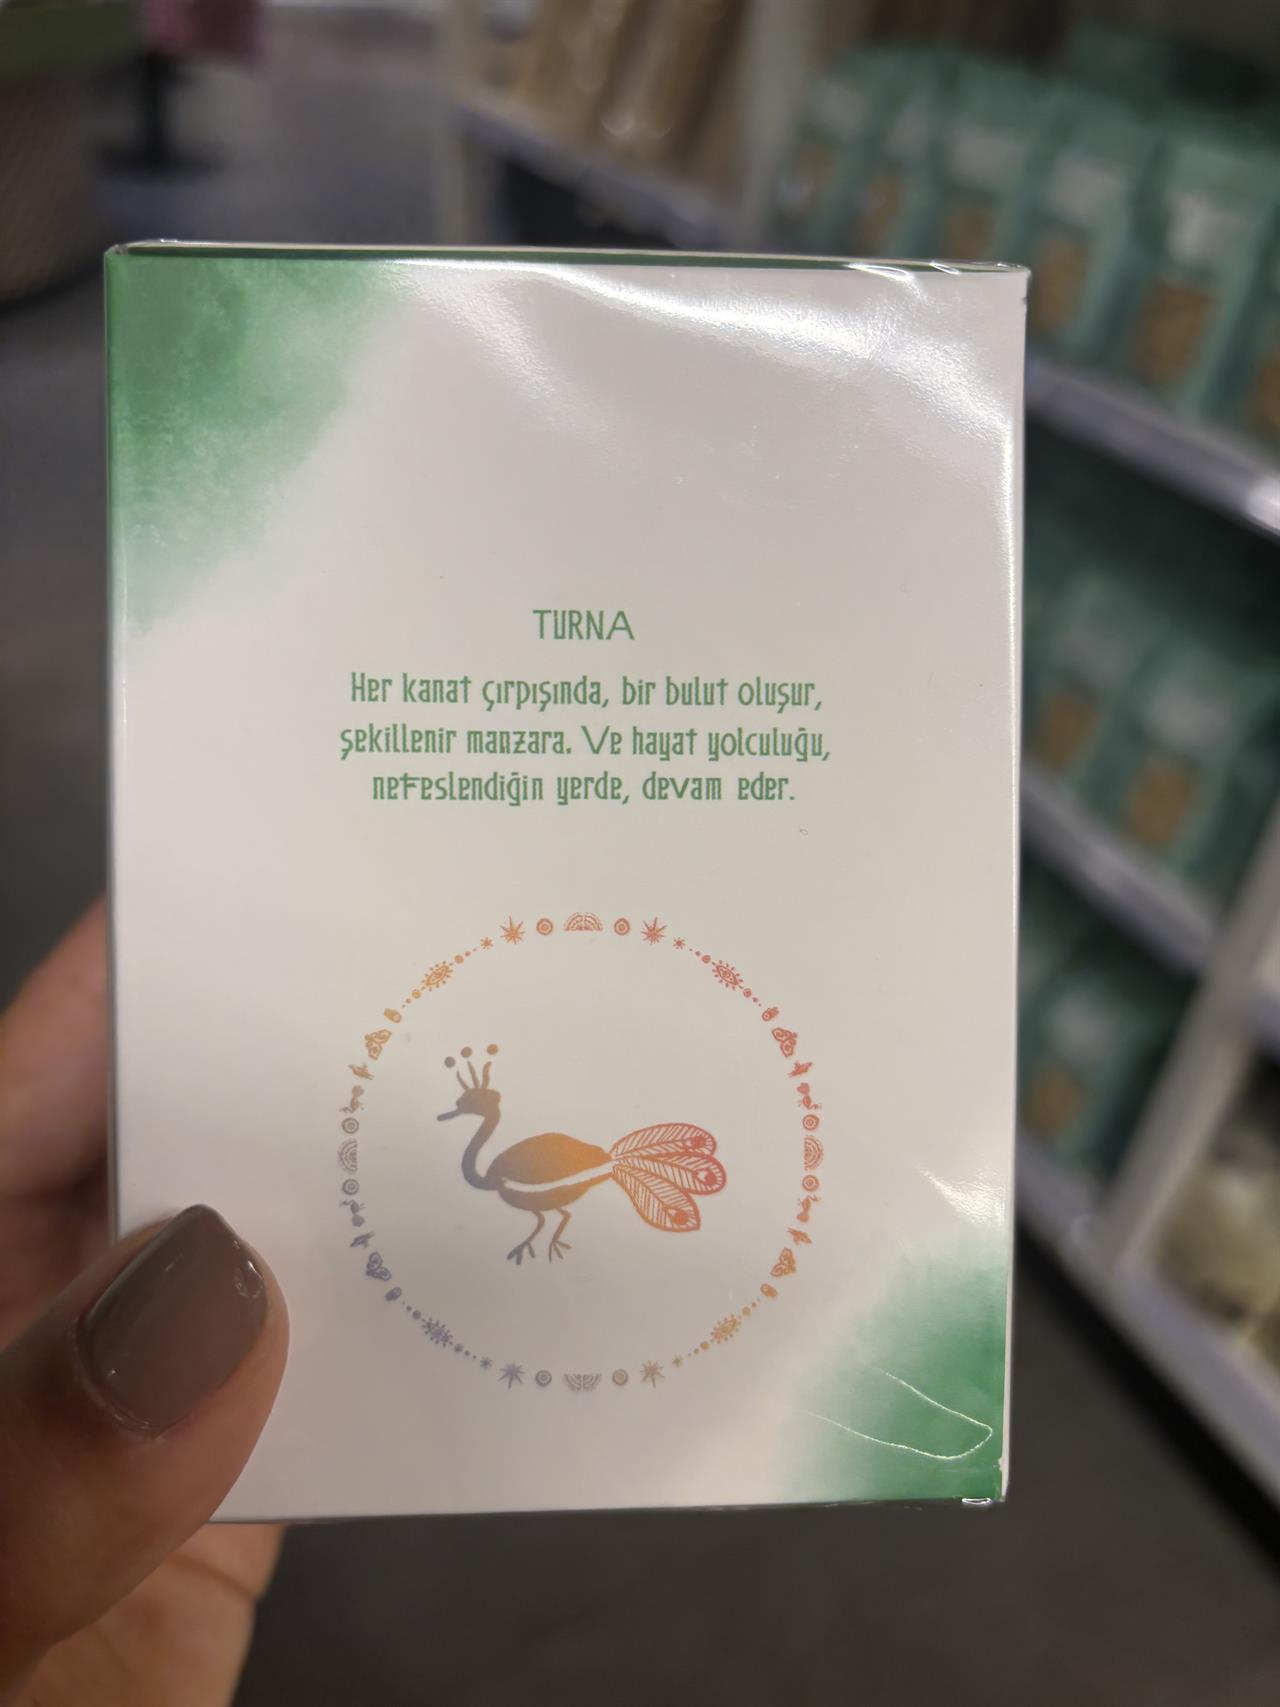 TURNA
Her kanat çırpışında, bir bulut oluşur,
şekillenir manzara. Ve hayat yolculuğu,
nefeslendiğin yerde, devam eder.